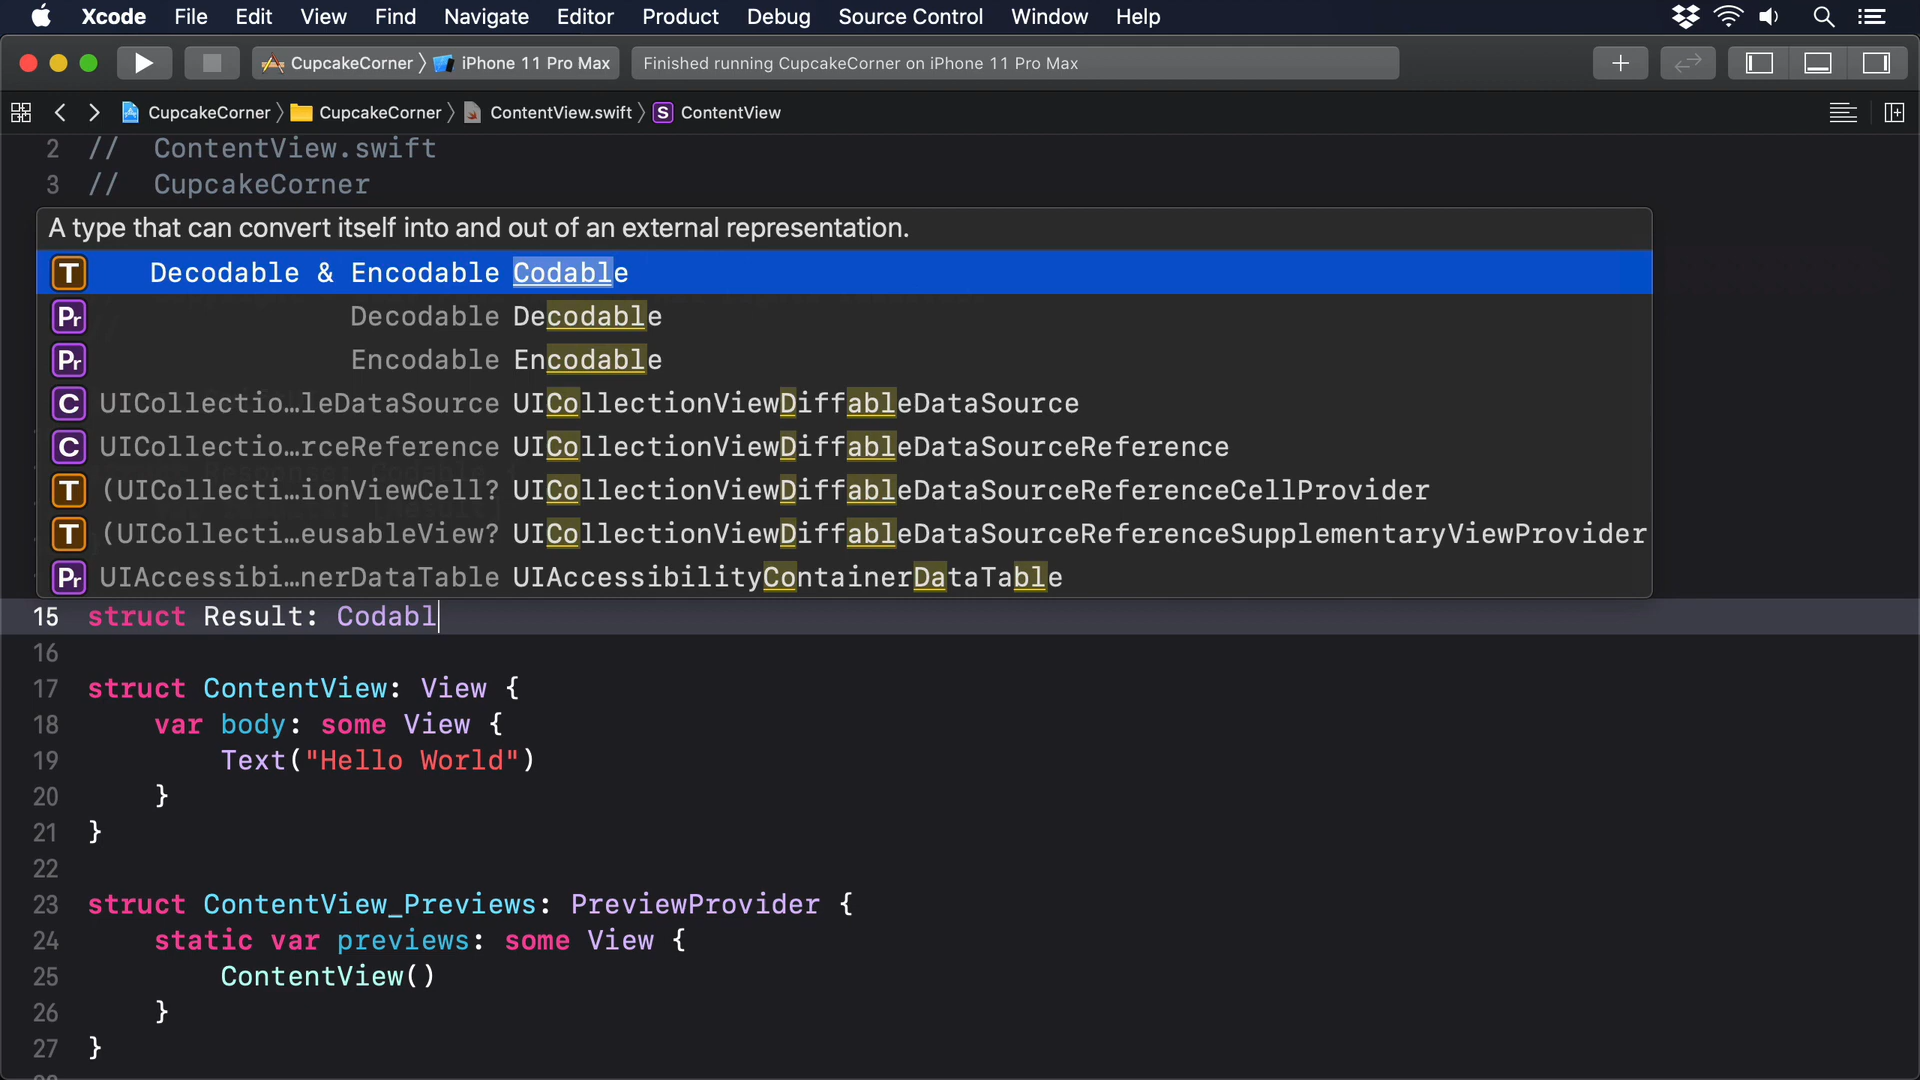 Xcode File Edit View Find Navigate Editor Product Debug Source Control Window Help
CupcakeCorner iPhone 11 Pro Max Finished running CupcakeCorner on iPhone 11 Pro Max
CupcakeCorner CupcakeCorner ContentView.swift S ContentView
2 // ContentView.swift
3 // CupcakeCorner
A type that can convert itself into and out of an external representation.
T Decodable & Encodable Codable
Pr Decodable Decodable
Pr Encodable Encodable
C UICollectio…leDataSource UICollectionViewDiffableDataSource
C UICollectio…rceReference UICollectionViewDiffableDataSourceReference
T (UICollecti…ionViewCell? UICollectionViewDiffableDataSourceReferenceCellProvider
T (UICollecti…eusableView? UICollectionViewDiffableDataSourceReferenceSupplementaryViewProvider
Pr UIAccessibi…nerDataTable UIAccessibilityContainerDataTable
15 struct Result: Codabl
16
17 struct ContentView: View {
18 var body: some View {
19 Text("Hello World")
20 }
21 }
22
23 struct ContentView_Previews: PreviewProvider {
24 static var previews: some View {
25 ContentView()
26 }
27 }